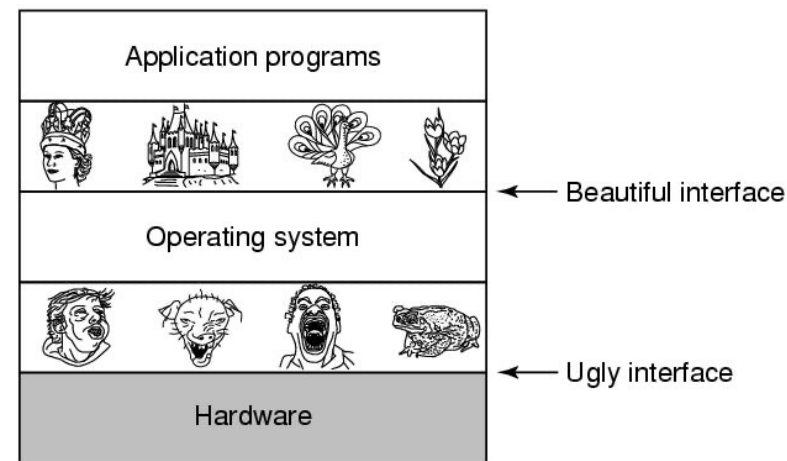 Application programs
Beautiful interface
Operating system
Ugly interface
Hardware